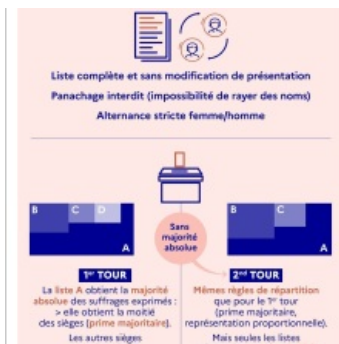 Liste complète et sans modification de présentation
Panachage interdit (impossibilité de rayer des noms)
Alternance stricte femme/homme
B
C
D
A
Sans
majorité
absolue
B
C
A
1er TOUR
La liste A obtient la majorité
absolue des suffrages exprimés :
> elle obtient la moitié
des sièges (prime majoritaire).
Les autres sièges
2nd TOUR
Mêmes règles de répartition
que pour le 1er tour
(prime majoritaire,
représentation proportionnelle).
Mais seules les listes